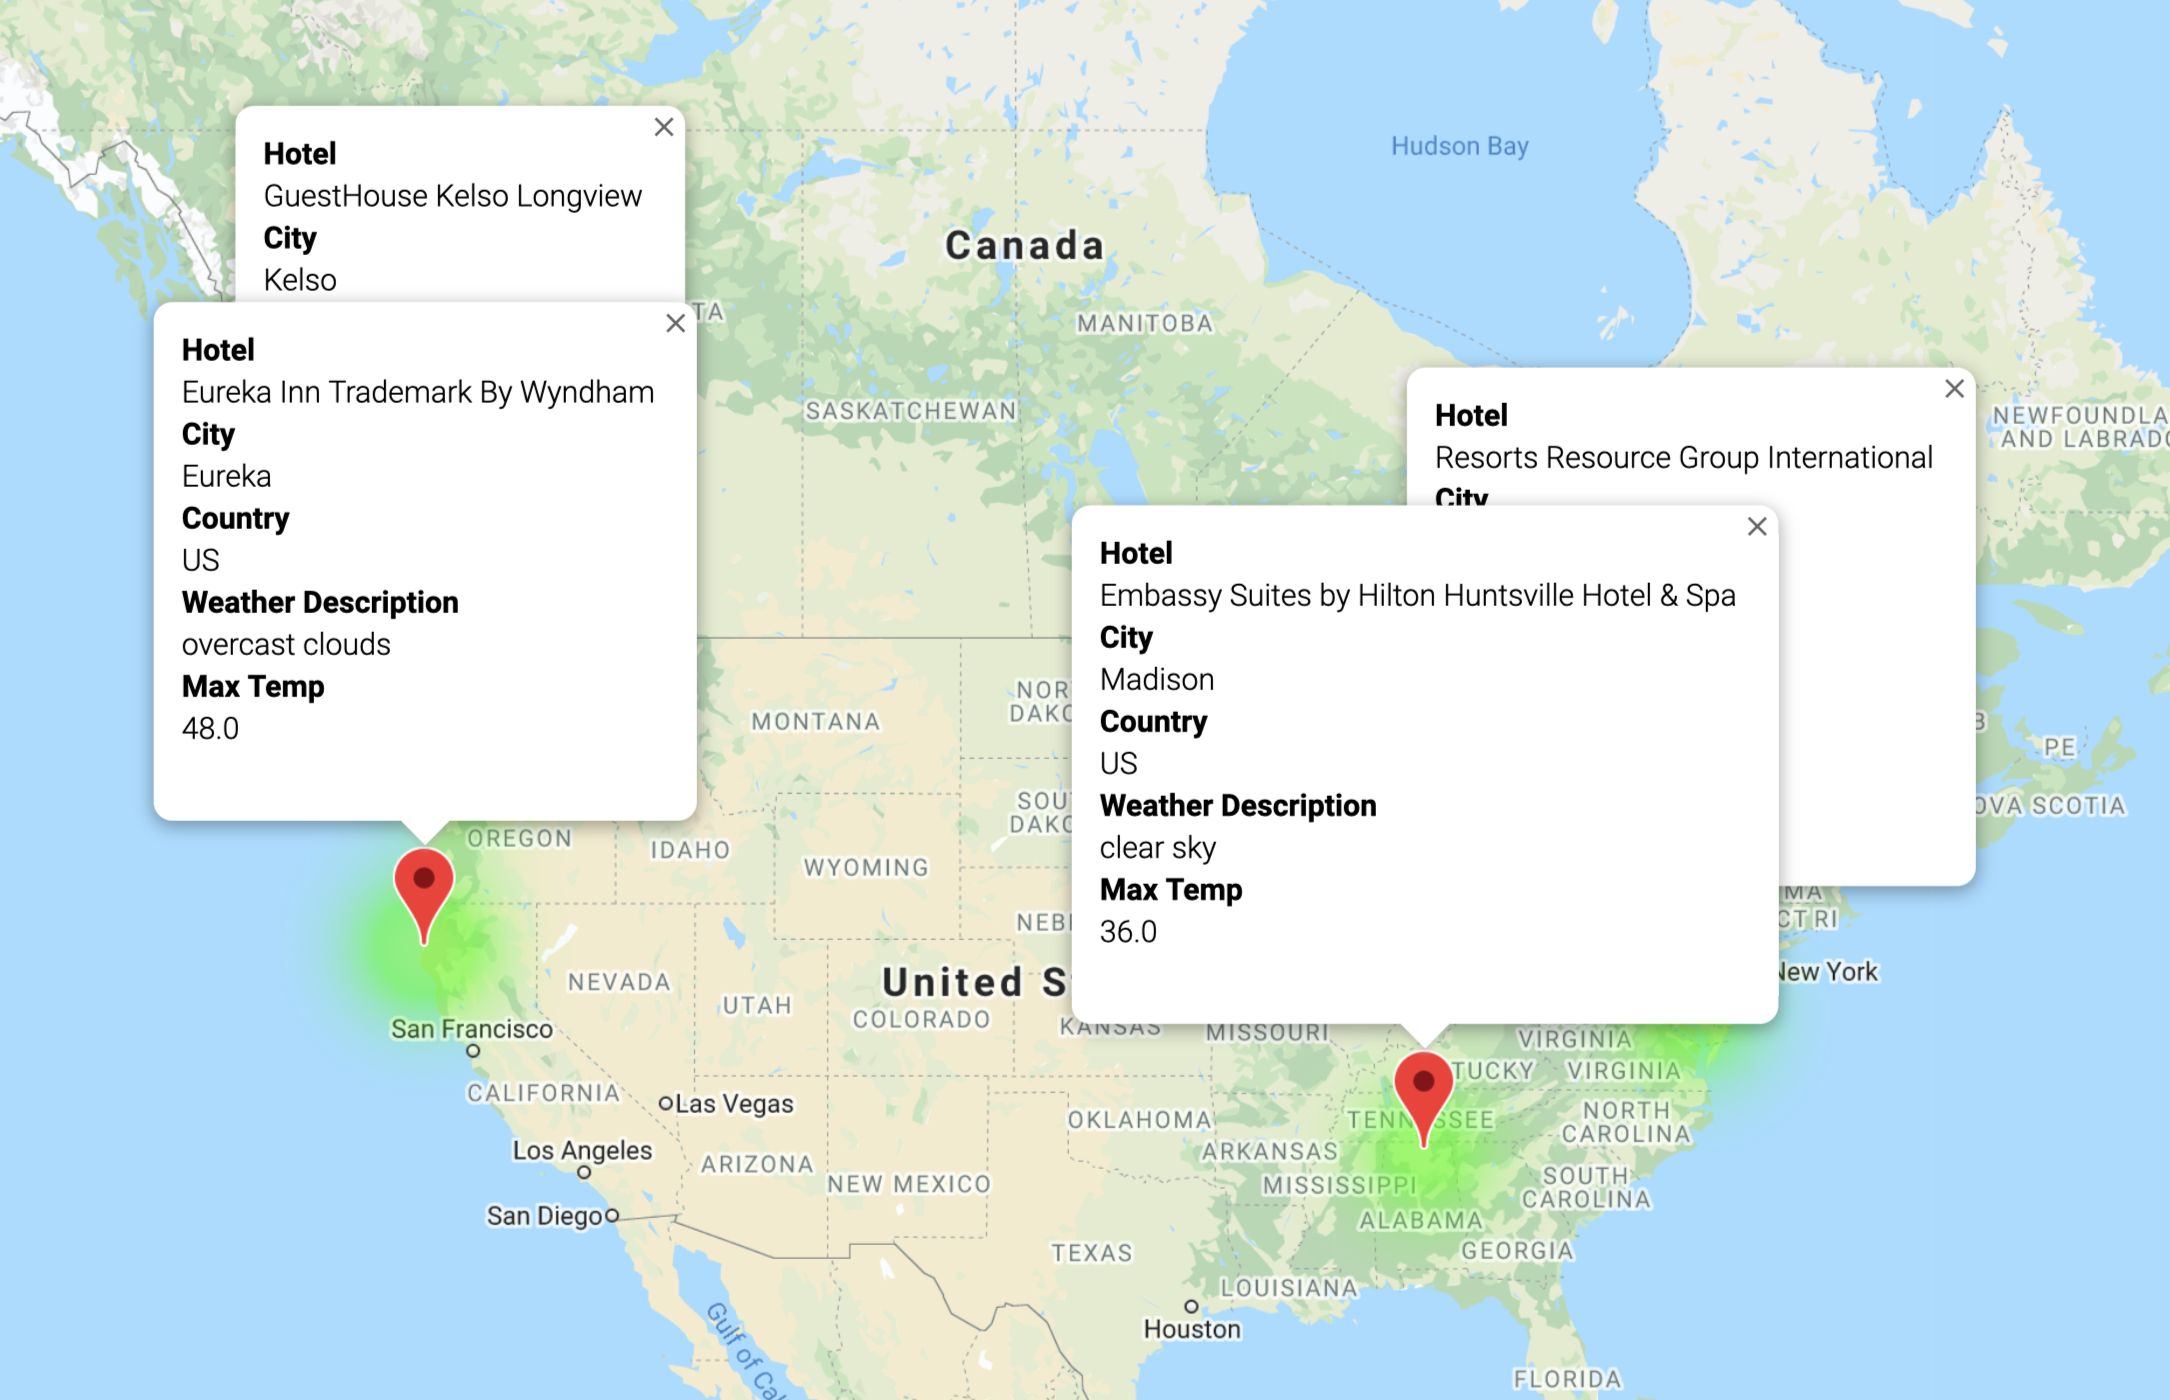 Hotel
GuestHouse Kelso Longview
City
Kelso
Hotel
Eureka Inn Trademark By Wyndham
City
Eureka
Country
US
Weather Description
overcast clouds
Max Temp
48.0
Hotel
Resorts Resource Group International
City
Hotel
Embassy Suites by Hilton Huntsville Hotel & Spa
City
Madison
Country
US
Weather Description
clear sky
Max Temp
36.0
Hudson Bay
Canada
TA
MANITOBA
SASKATCHEWAN
NEWFOUNDLA
AND LABRADO
MONTANA
NOR
DAKO
SOU
DAKO
PE
OVA SCOTIA
OREGON
IDAHO
WYOMING
NEB
MA
CT RI
New York
NEVADA
UTAH
United S
COLORADO
KANSAS
MISSOURI
VIRGINIA
TUCKY
VIRGINIA
San Francisco
CALIFORNIA
Las Vegas
OKLAHOMA
TENN SSEE
NORTH
CAROLINA
Los Angeles
ARIZONA
NEW MEXICO
ARKANSAS
MISSISSIPPI
SOUTH
CAROLINA
San Diego
ALABAMA
TEXAS
GEORGIA
LOUISIANA
Houston
Gulf of Cal
FLORIDA